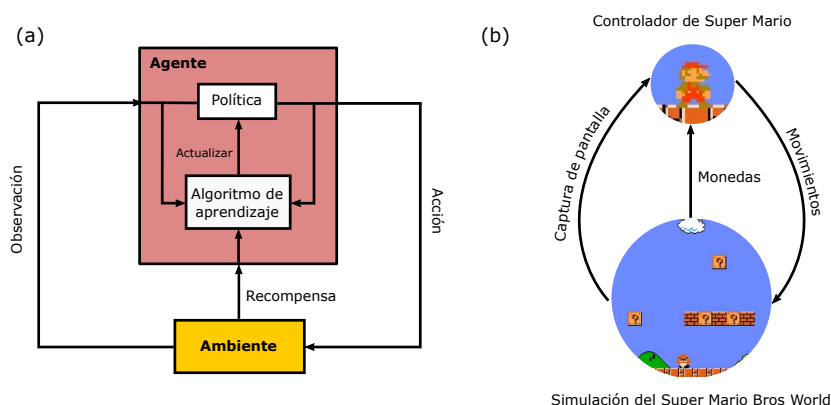 (a)
Agente
Política
Actualizar
Algoritmo de
aprendizaje
Observación
Acción
Recompensa
Ambiente
(b)
Controlador de Super Mario
Captura de pantalla
Monedas
Movimientos
?
?
? ?
Simulación del Super Mario Bros World